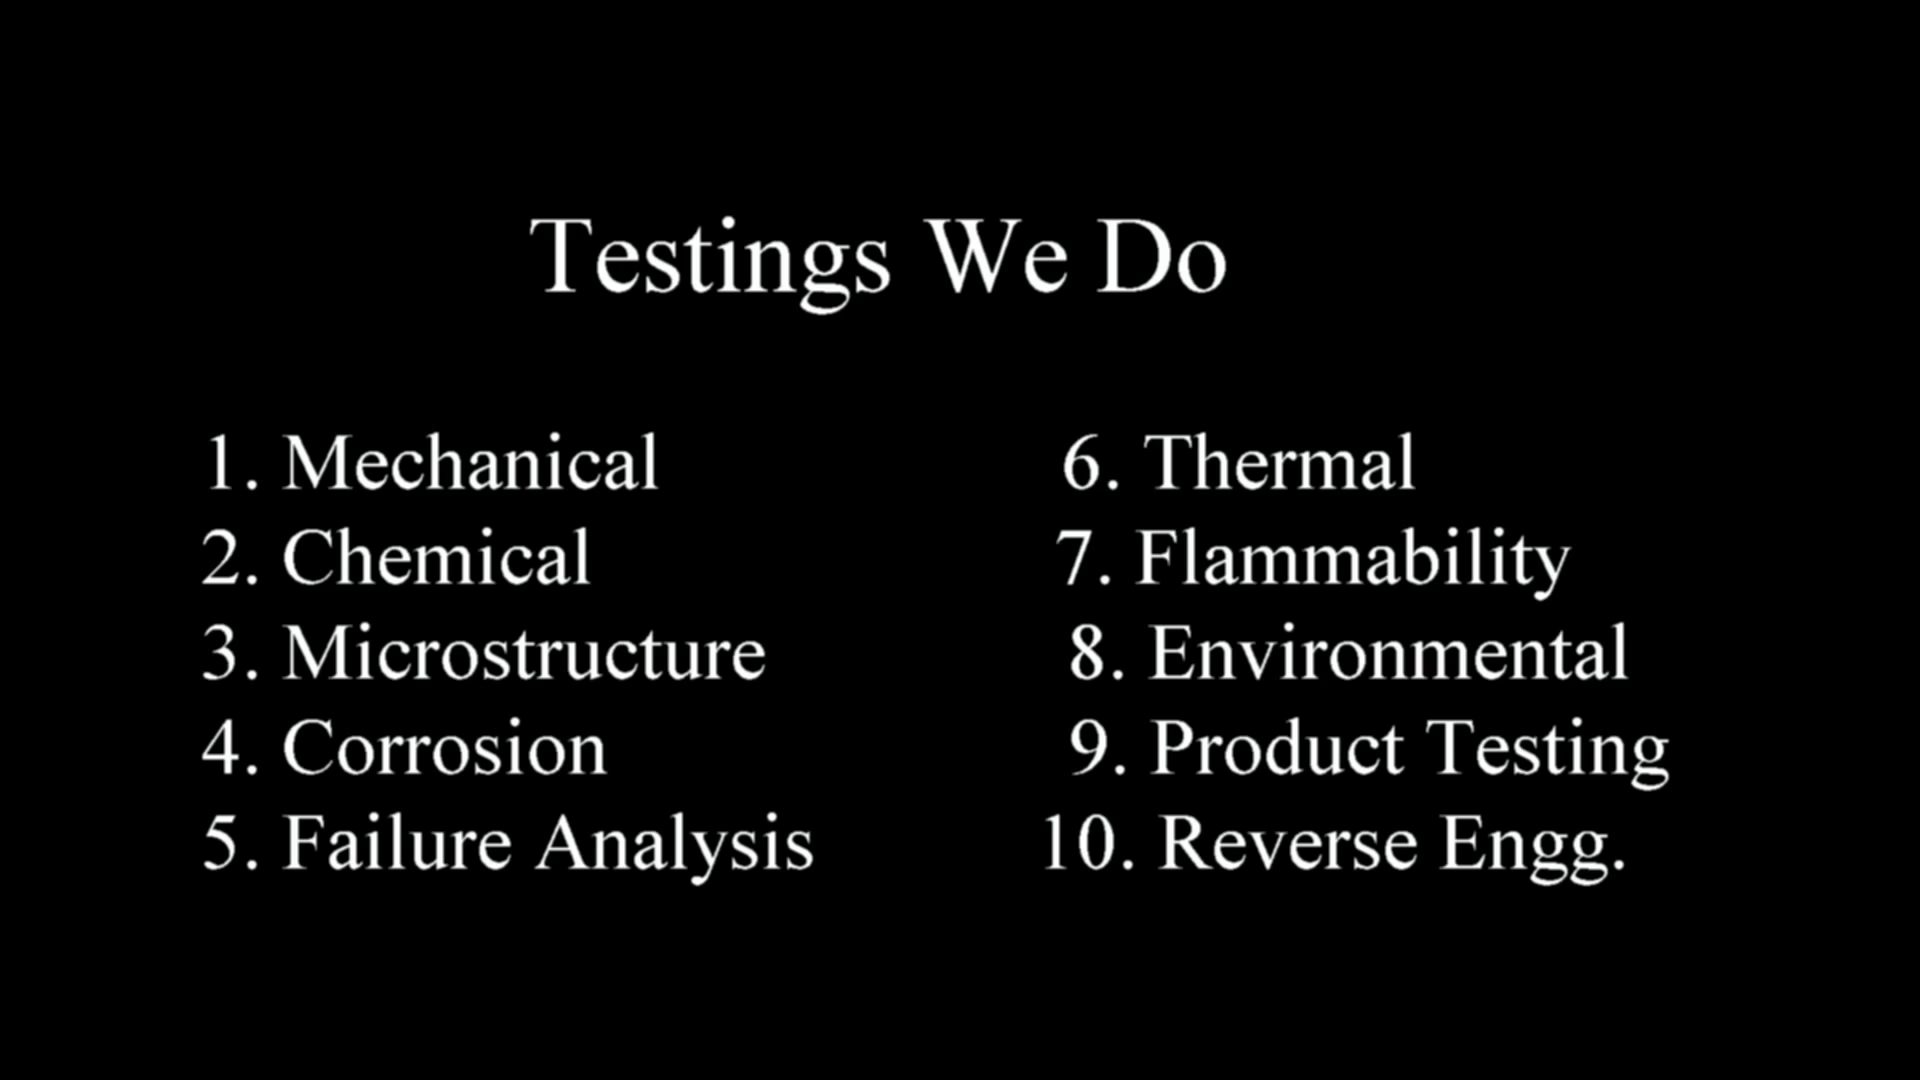 Testings We Do
1. Mechanical
2. Chemical
3. Microstructure
4. Corrosion
5. Failure Analysis
6. Thermal
7. Flammability
8. Environmental
9. Product Testing
10. Reverse Engg.